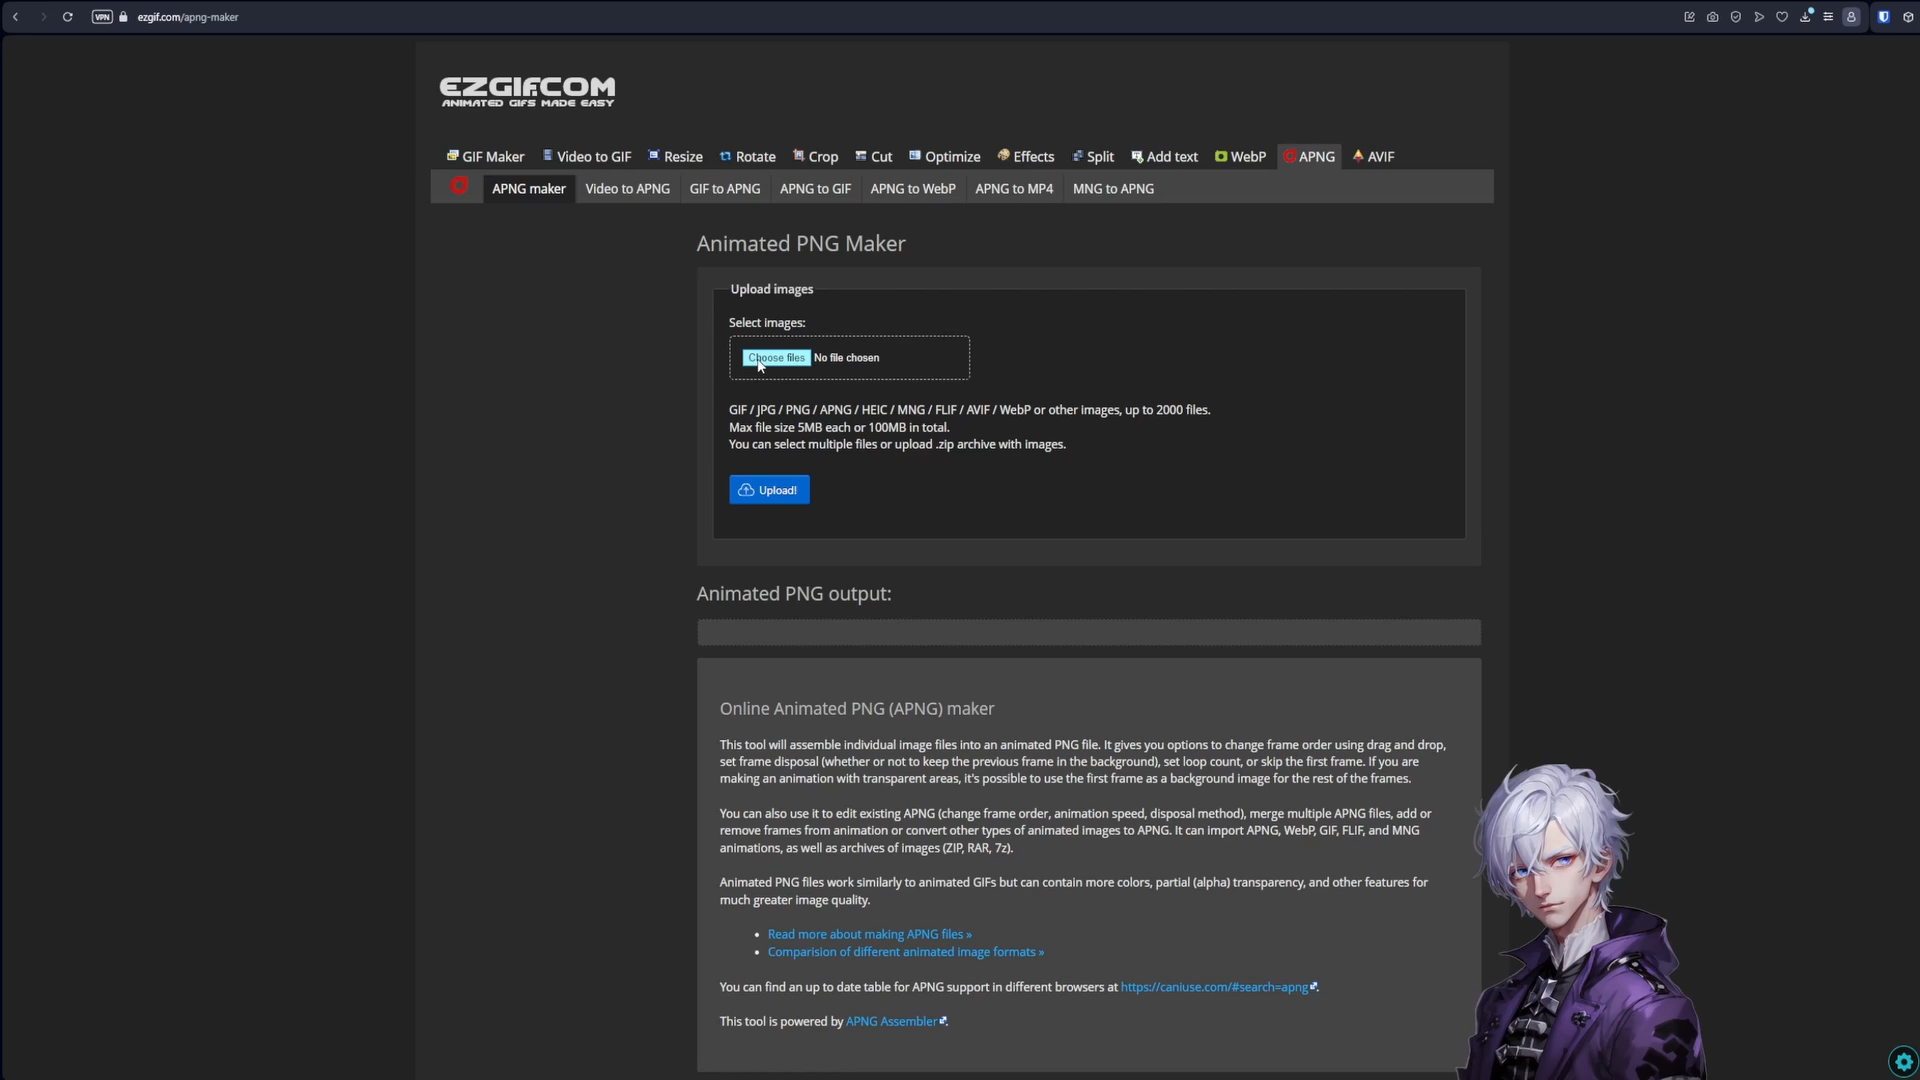 VPN
ezgif.com/apng-maker
EZGIF.COM
ANIMATED GIFS MADE EASY
GIF Maker
Video to GIF
Resize
Rotate
Crop
Cut
Optimize
Effects
Split
Add text
WebP
APNG
AVIF
APNG maker
Video to APNG
GIF to APNG
APNG to GIF
APNG to WebP
APNG to MP4
MNG to APNG
Animated PNG Maker
Upload images
Select images:
Choose files No file chosen
GIF / JPG / PNG / APNG / HEIC / MNG / FLIF / AVIF / WebP or other images, up to 2000 files.
Max file size 5MB each or 100MB in total.
You can select multiple files or upload .zip archive with images.
Upload!
Animated PNG output:
Online Animated PNG (APNG) maker
This tool will assemble individual image files into an animated PNG file. It gives you options to change frame order using drag and drop,
set frame disposal (whether or not to keep the previous frame in the background), set loop count, or skip the first frame. If you are
making an animation with transparent areas, it's possible to use the first frame as a background image for the rest of the frames.
You can also use it to edit existing APNG (change frame order, animation speed, disposal method), merge multiple APNG files, add or
remove frames from animation or convert other types of animated images to APNG. It can import APNG, WebP, GIF, FLIF, and MNG
animations, as well as archives of images (ZIP, RAR, 7z).
Animated PNG files work similarly to animated GIFs but can contain more colors, partial (alpha) transparency, and other features for
much greater image quality.
• Read more about making APNG files »
• Comparision of different animated image formats »
You can find an up to date table for APNG support in different browsers at https://caniuse.com/#search=apng.
This tool is powered by APNG Assembler.